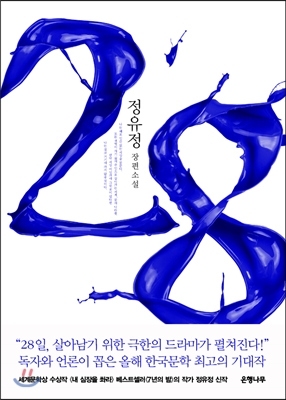 28
정유정
장편소설
"28일, 살아남기 위한 극한의 드라마가 펼쳐진다!"
독자와 언론이 꼽은 올해 한국문학 최고의 기대작
세계문학상 수상작 〈내 심장을 쏴라〉 베스트셀러 〈7년의 밤〉의 작가 정유정 신작
은행나무